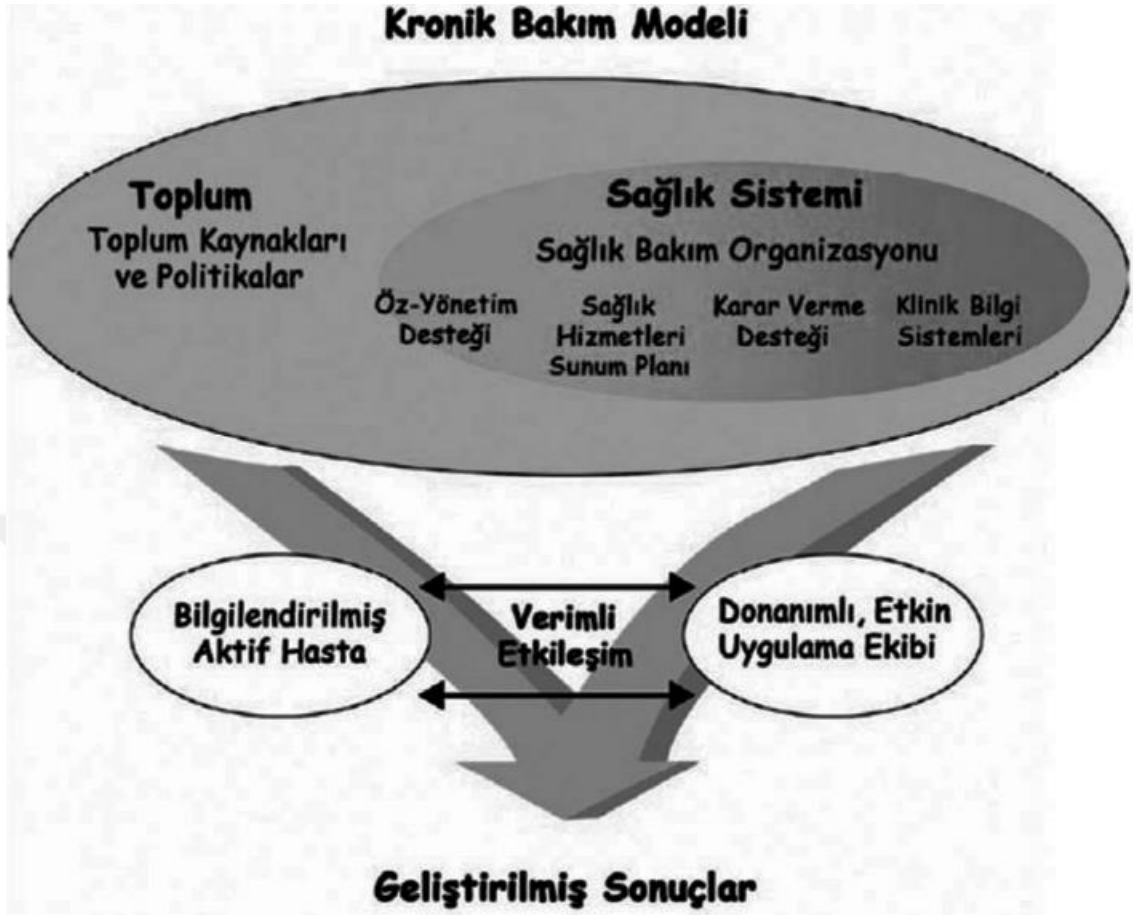 Kronik Bakım Modeli
Toplum
Toplum Kaynakları
ve Politikalar
Sağlık Sistemi
Sağlık Bakım Organizasyonu
Öz-Yönetim
Desteği
Sağlık
Hizmetleri
Sunum Planı
Karar Verme
Desteği
Klinik Bilgi
Sistemleri
Bilgilendirilmiş
Aktif Hasta
Verimli
Etkileşim
Donanımlı, Etkin
Uygulama Ekibi
Geliştirilmiş Sonuçlar